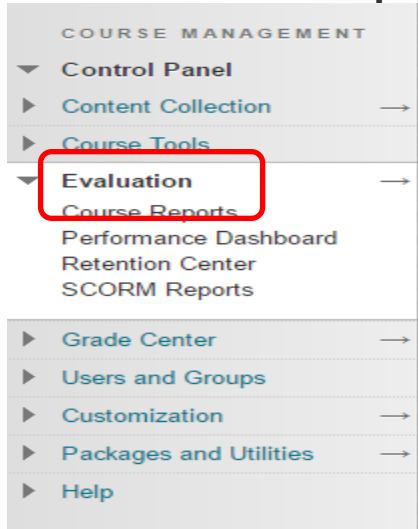 COURSE MANAGEMENT
Control Panel
Content Collection
Course Tools
Evaluation
Course Reports
Performance Dashboard
Retention Center
SCORM Reports
Grade Center
Users and Groups
Customization
Packages and Utilities
Help